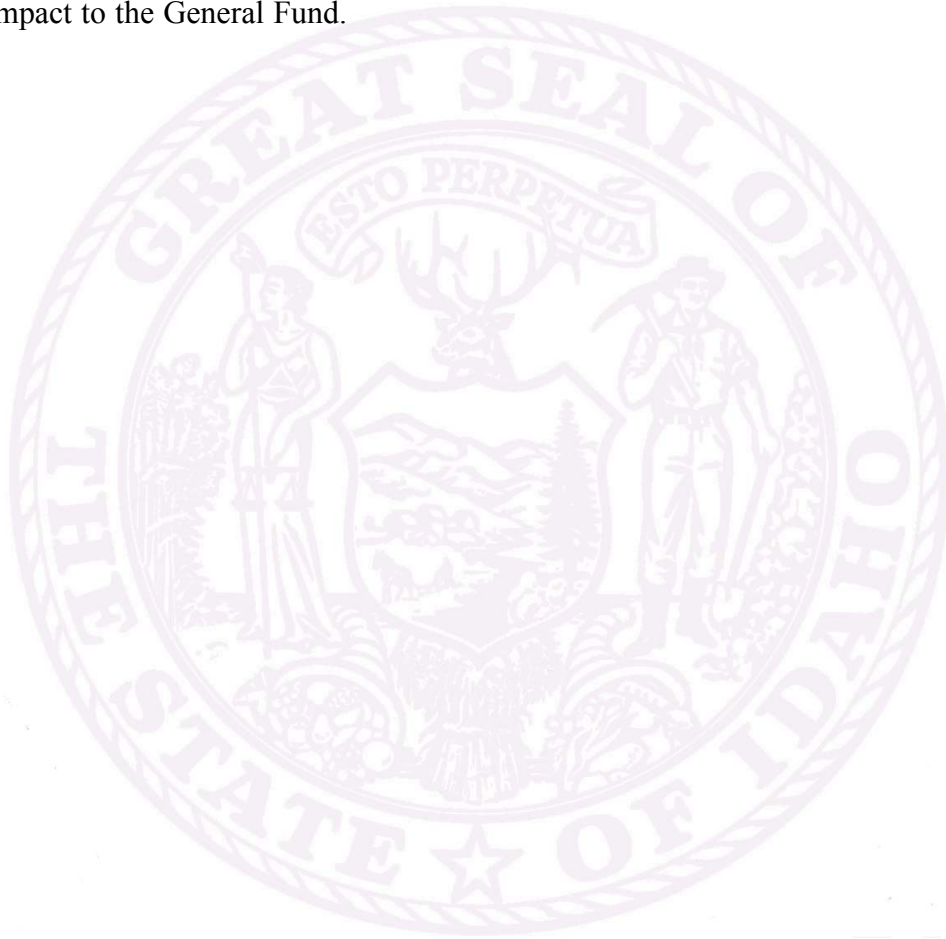 mpact to the General Fund.
GREAT SEAL OF
THE STATE OF IDAHO
ESTO PERPETUA